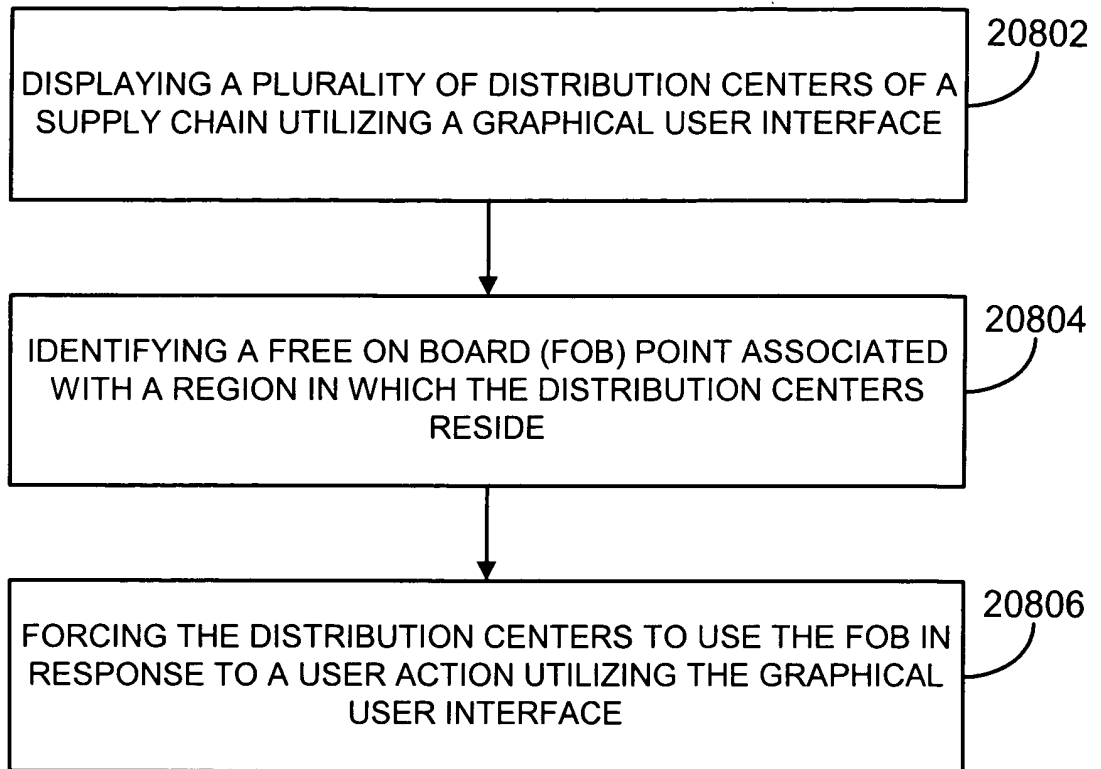 20802
DISPLAYING A PLURALITY OF DISTRIBUTION CENTERS OF A
SUPPLY CHAIN UTILIZING A GRAPHICAL USER INTERFACE
20804
IDENTIFYING A FREE ON BOARD (FOB) POINT ASSOCIATED
WITH A REGION IN WHICH THE DISTRIBUTION CENTERS
RESIDE
20806
FORCING THE DISTRIBUTION CENTERS TO USE THE FOB IN
RESPONSE TO A USER ACTION UTILIZING THE GRAPHICAL
USER INTERFACE